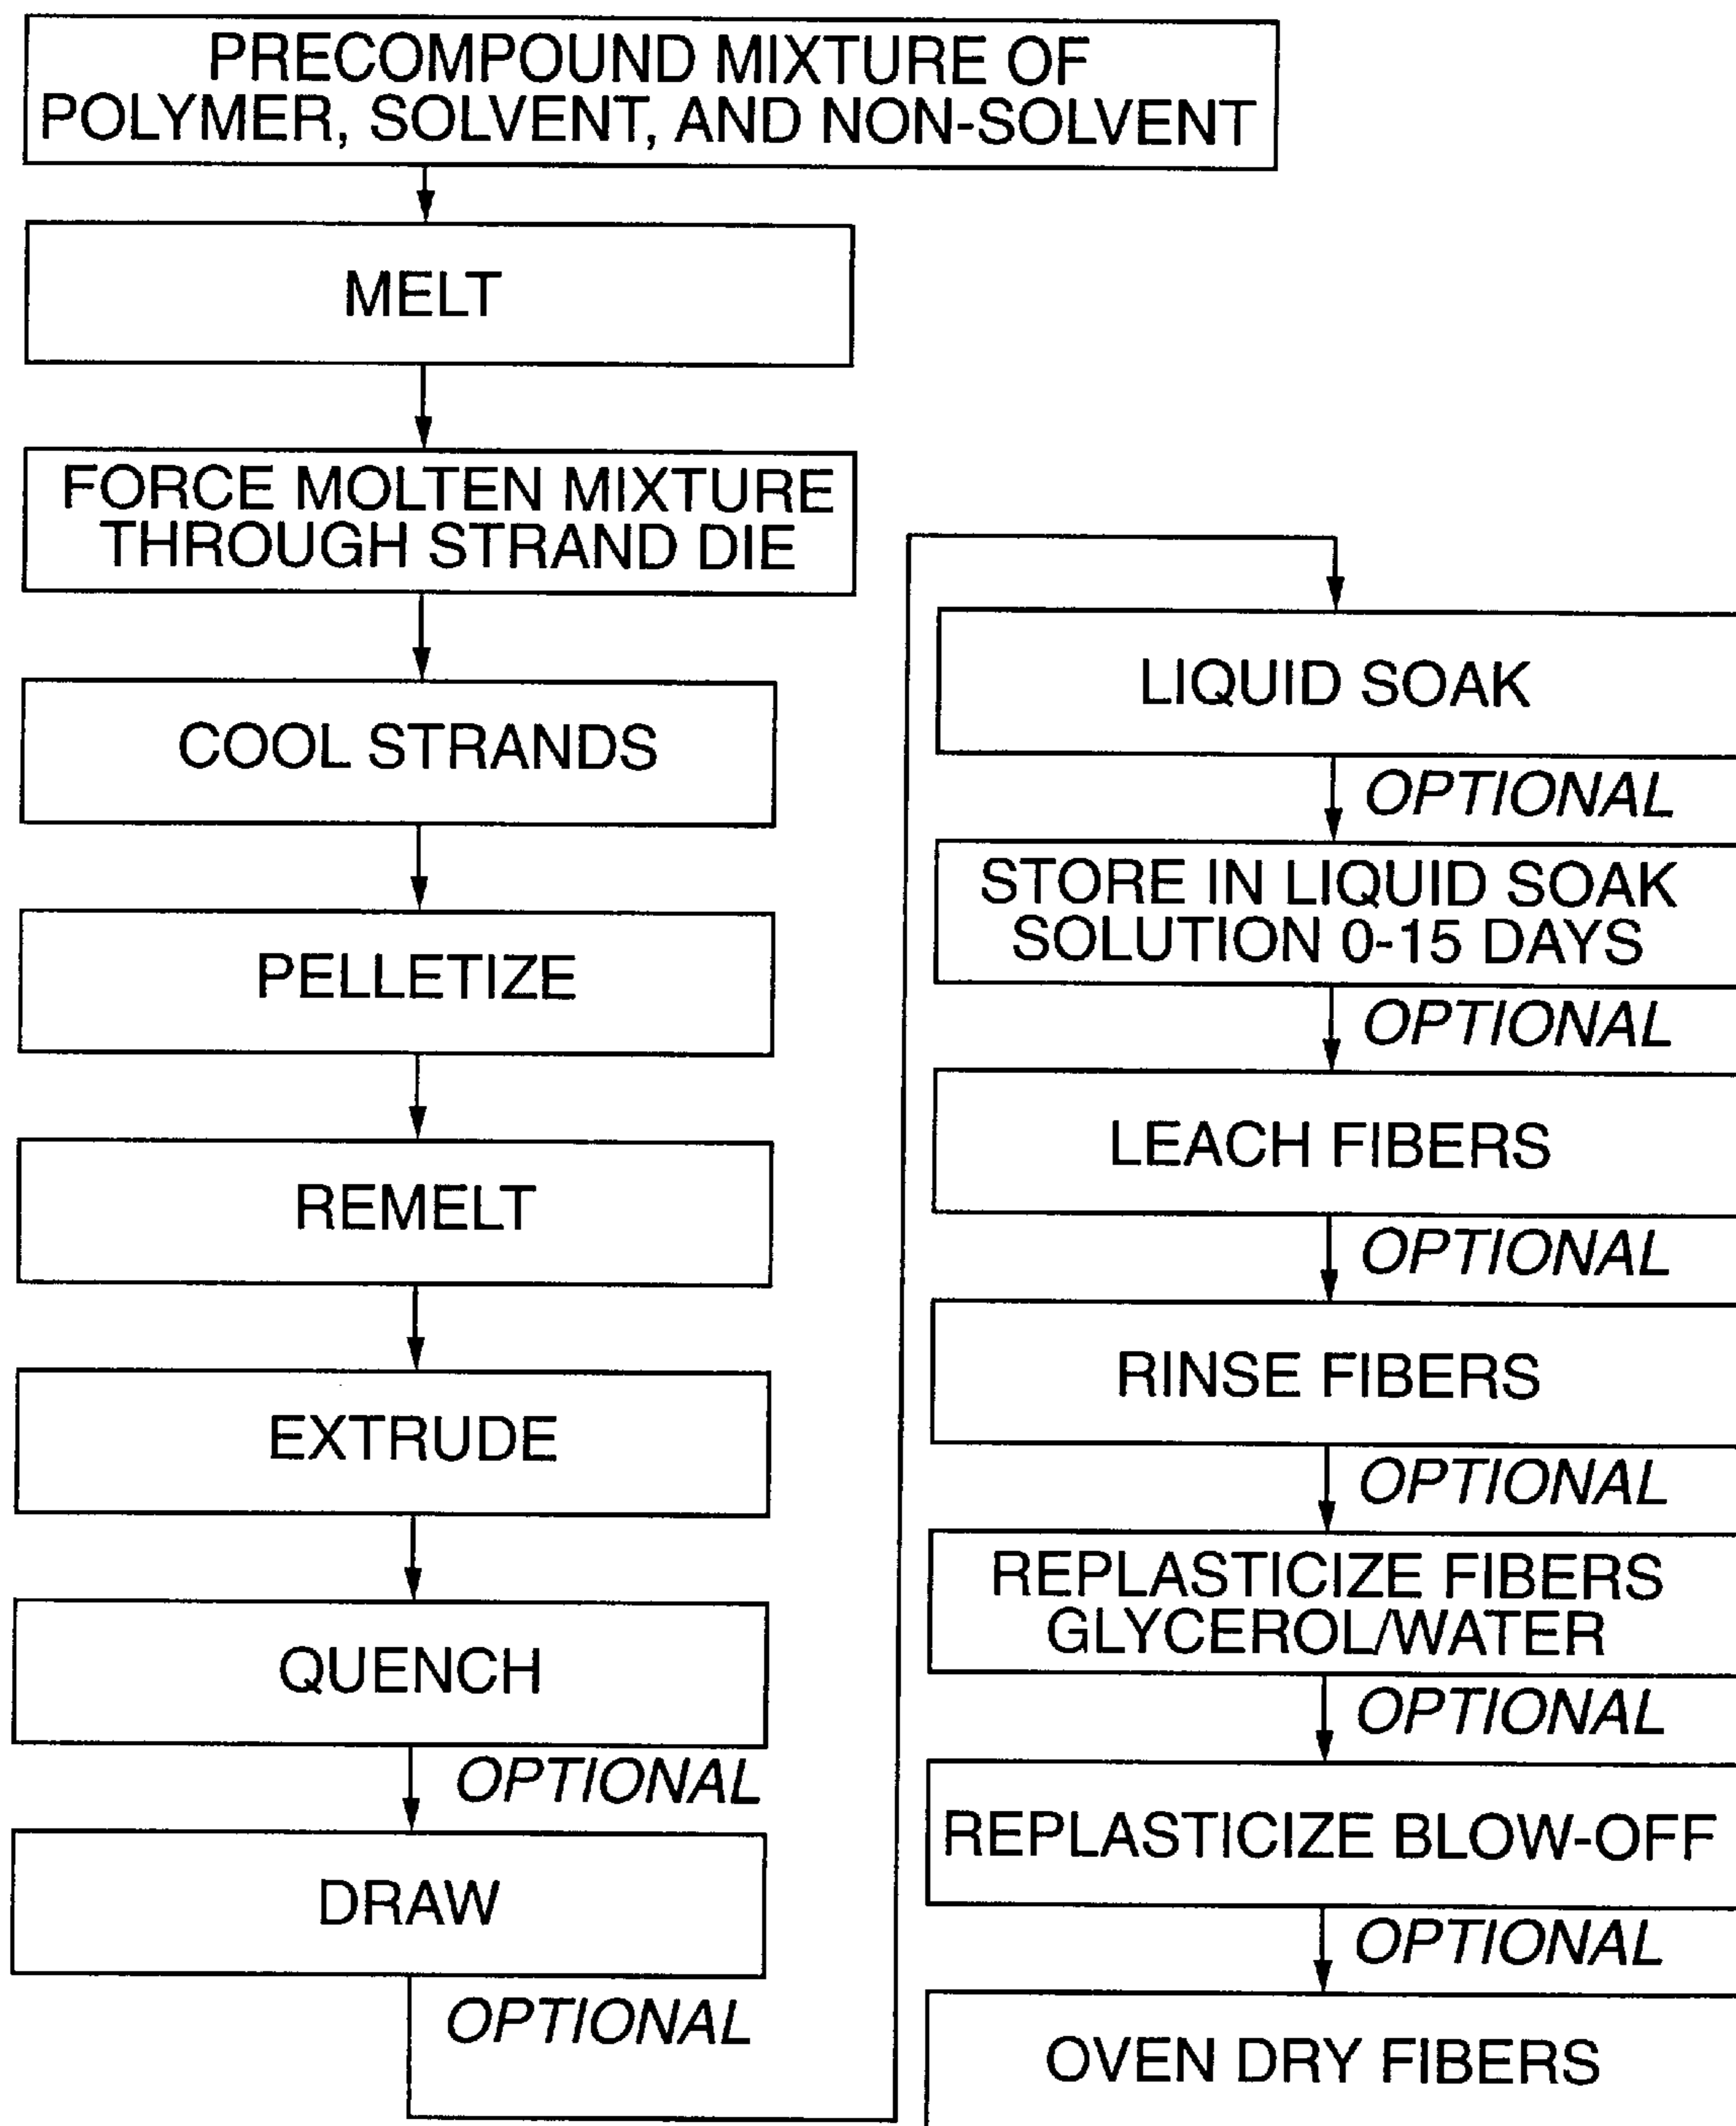 PRECOMPOUND MIXTURE OF
POLYMER, SOLVENT, AND NON-SOLVENT
MELT
FORCE MOLTEN MIXTURE
THROUGH STRAND DIE
COOL STRANDS
PELLETIZE
REMELT
EXTRUDE
QUENCH
OPTIONAL
DRAW
OPTIONAL
LIQUID SOAK
OPTIONAL
STORE IN LIQUID SOAK
SOLUTION 0-15 DAYS
OPTIONAL
LEACH FIBERS
OPTIONAL
RINSE FIBERS
OPTIONAL
REPLASTICIZE FIBERS
GLYCEROL/WATER
OPTIONAL
REPLASTICIZE BLOW-OFF
OPTIONAL
OVEN DRY FIBERS